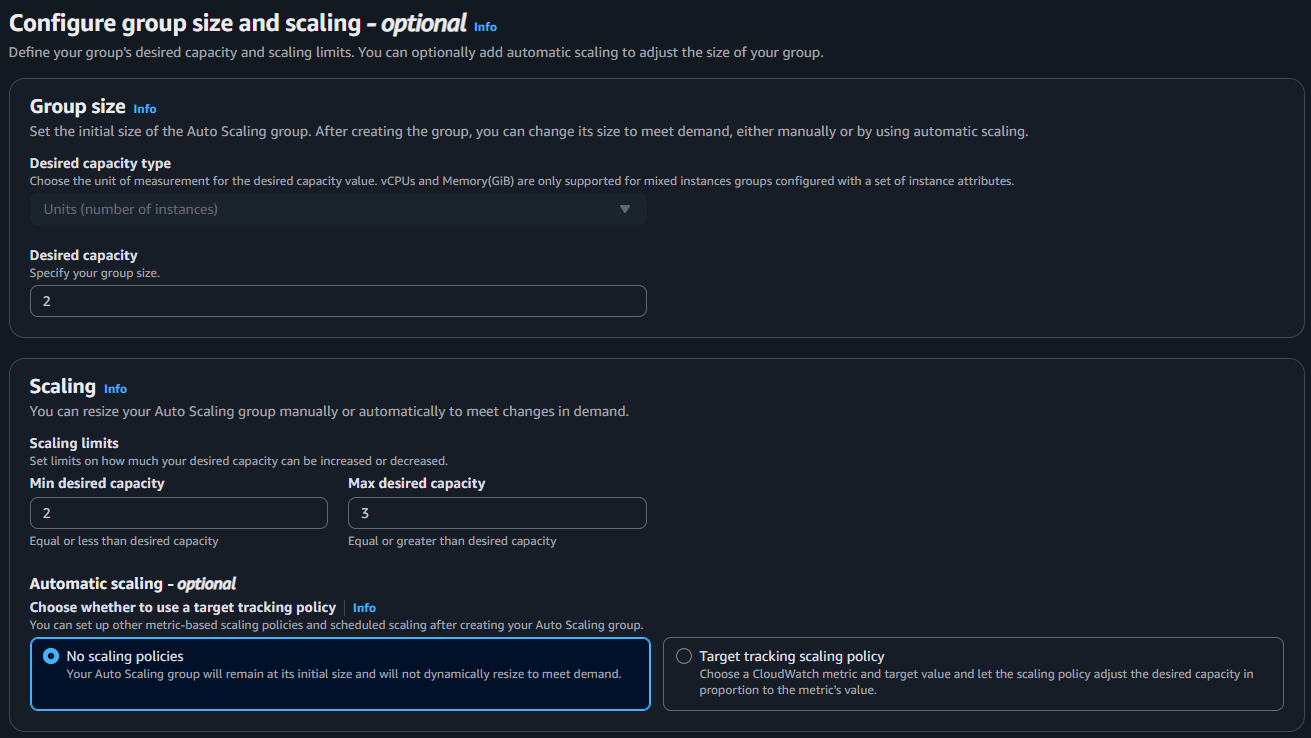 Configure group size and scaling - optional Info
Define your group's desired capacity and scaling limits. You can optionally add automatic scaling to adjust the size of your group.
Group size Info
Set the initial size of the Auto Scaling group. After creating the group, you can change its size to meet demand, either manually or by using automatic scaling.
Desired capacity type
Choose the unit of measurement for the desired capacity value. vCPUs and Memory(GiB) are only supported for mixed instances groups configured with a set of instance attributes.
Units (number of instances)
Desired capacity
Specify your group size.
2
Scaling Info
You can resize your Auto Scaling group manually or automatically to meet changes in demand.
Scaling limits
Set limits on how much your desired capacity can be increased or decreased.
Min desired capacity
2
Equal or less than desired capacity
Max desired capacity
3
Equal or greater than desired capacity
Automatic scaling - optional
Choose whether to use a target tracking policy Info
You can set up other metric-based scaling policies and scheduled scaling after creating your Auto Scaling group.
No scaling policies
Your Auto Scaling group will remain at its initial size and will not dynamically resize to meet demand.
Target tracking scaling policy
Choose a CloudWatch metric and target value and let the scaling policy adjust the desired capacity in
proportion to the metric's value.